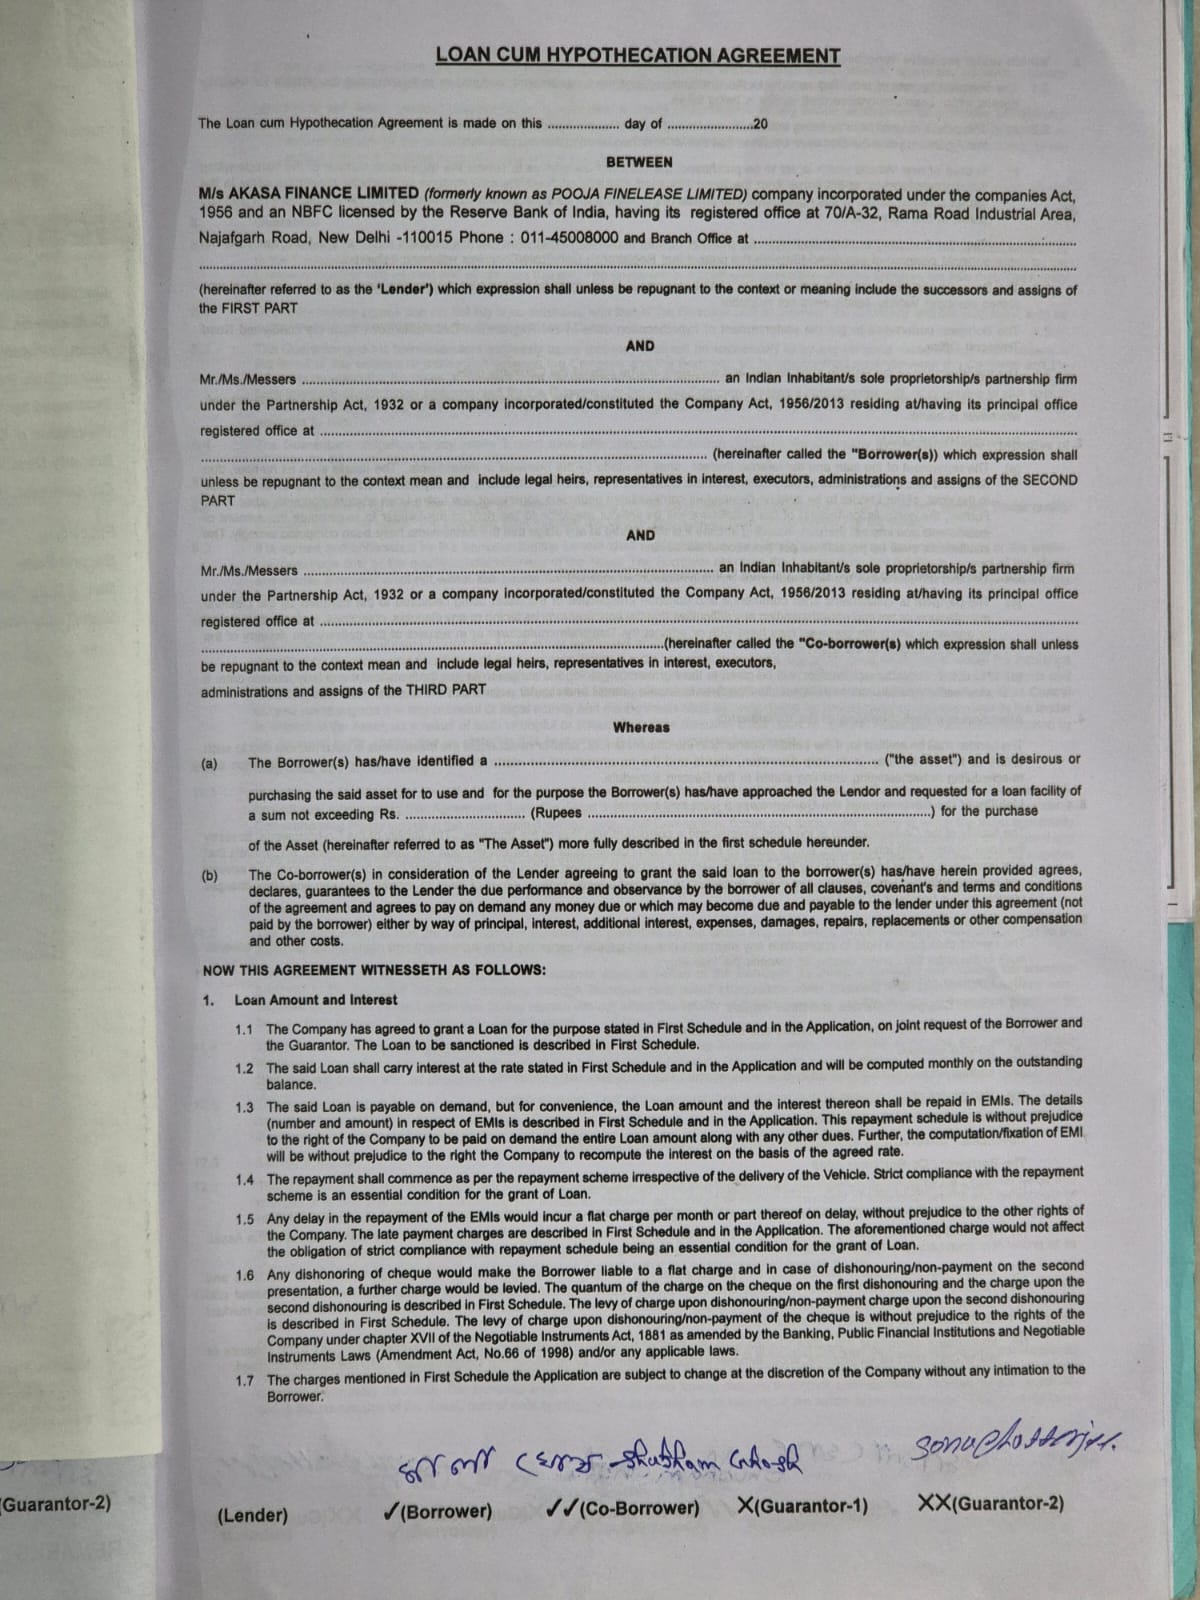 LOAN CUM HYPOTHECATION AGREEMENT
The Loan cum Hypothecation Agreement is made on this ................... day of .......................20
BETWEEN
M/s AKASA FINANCE LIMITED (formerly known as POOJA FINELEASE LIMITED) company incorporated under the companies Act,
1956 and an NBFC licensed by the Reserve Bank of India, having its registered office at 70/A-32, Rama Road Industrial Area,
Najafgarh Road, New Delhi -110015 Phone : 011-45008000 and Branch Office at ....................
....................
(hereinafter referred to as the 'Lender') which expression shall unless be repugnant to the context or meaning include the successors and assigns of
the FIRST PART
AND
Mr./Ms./Messers .................... an Indian Inhabitant/s sole proprietorship/s partnership firm
under the Partnership Act, 1932 or a company incorporated/constituted the Company Act, 1956/2013 residing at/having its principal office
registered office at ....................
.................... (hereinafter called the "Borrower(s)) which expression shall
unless be repugnant to the context mean and include legal heirs, representatives in interest, executors, administrations and assigns of the SECOND
PART
AND
Mr./Ms./Messers .................... an Indian Inhabitant/s sole proprietorship/s partnership firm
under the Partnership Act, 1932 or a company incorporated/constituted the Company Act, 1956/2013 residing at/having its principal office
registered office at ....................
....................(hereinafter called the "Co-borrower(s) which expression shall unless
be repugnant to the context mean and include legal heirs, representatives in interest, executors,
administrations and assigns of the THIRD PART
Whereas
(a) The Borrower(s) has/have identified a .................... ("the asset") and is desirous or
purchasing the said asset for to use and for the purpose the Borrower(s) has/have approached the Lendor and requested for a loan facility of
a sum not exceeding Rs. .................... (Rupees ....................) for the purchase
of the Asset (hereinafter referred to as "The Asset") more fully described in the first schedule hereunder.
(b) The Co-borrower(s) in consideration of the Lender agreeing to grant the said loan to the borrower(s) has/have herein provided agrees,
declares, guarantees to the Lender the due performance and observance by the borrower of all clauses, covenant's and terms and conditions
of the agreement and agrees to pay on demand any money due or which may become due and payable to the lender under this agreement (not
paid by the borrower) either by way of principal, interest, additional interest, expenses, damages, repairs, replacements or other compensation
and other costs.
NOW THIS AGREEMENT WITNESSETH AS FOLLOWS:
1. Loan Amount and Interest
1.1 The Company has agreed to grant a Loan for the purpose stated in First Schedule and in the Application, on joint request of the Borrower and
the Guarantor. The Loan to be sanctioned is described in First Schedule.
1.2 The said Loan shall carry interest at the rate stated in First Schedule and in the Application and will be computed monthly on the outstanding
balance.
1.3 The said Loan is payable on demand, but for convenience, the Loan amount and the interest thereon shall be repaid in EMIs. The details
(number and amount) in respect of EMIs is described in First Schedule and in the Application. This repayment schedule is without prejudice
to the right of the Company to be paid on demand the entire Loan amount along with any other dues. Further, the computation/fixation of EMI
will be without prejudice to the right the Company to recompute the interest on the basis of the agreed rate.
1.4 The repayment shall commence as per the repayment scheme irrespective of the delivery of the Vehicle. Strict compliance with the repayment
scheme is an essential condition for the grant of Loan.
1.5 Any delay in the repayment of the EMIs would incur a flat charge per month or part thereof on delay, without prejudice to the other rights of
the Company. The late payment charges are described in First Schedule and in the Application. The aforementioned charge would not affect
the obligation of strict compliance with repayment schedule being an essential condition for the grant of Loan.
1.6 Any dishonoring of cheque would make the Borrower liable to a flat charge and in case of dishonouring/non-payment on the second
presentation, a further charge would be levied. The quantum of the charge on the cheque on the first dishonouring and the charge upon the
second dishonouring is described in First Schedule. The levy of charge upon dishonouring/non-payment charge upon the second dishonouring
is described in First Schedule. The levy of charge upon dishonouring/non-payment of the cheque is without prejudice to the rights of the
Company under chapter XVII of the Negotiable Instruments Act, 1881 as amended by the Banking, Public Financial Institutions and Negotiable
Instruments Laws (Amendment Act, No.66 of 1998) and/or any applicable laws.
1.7 The charges mentioned in First Schedule the Application are subject to change at the discretion of the Company without any intimation to the
Borrower.
Shubham Ghosh
(Guarantor-2) (Lender) ✓(Borrower) ✓✓(Co-Borrower) X(Guarantor-1) XX(Guarantor-2)